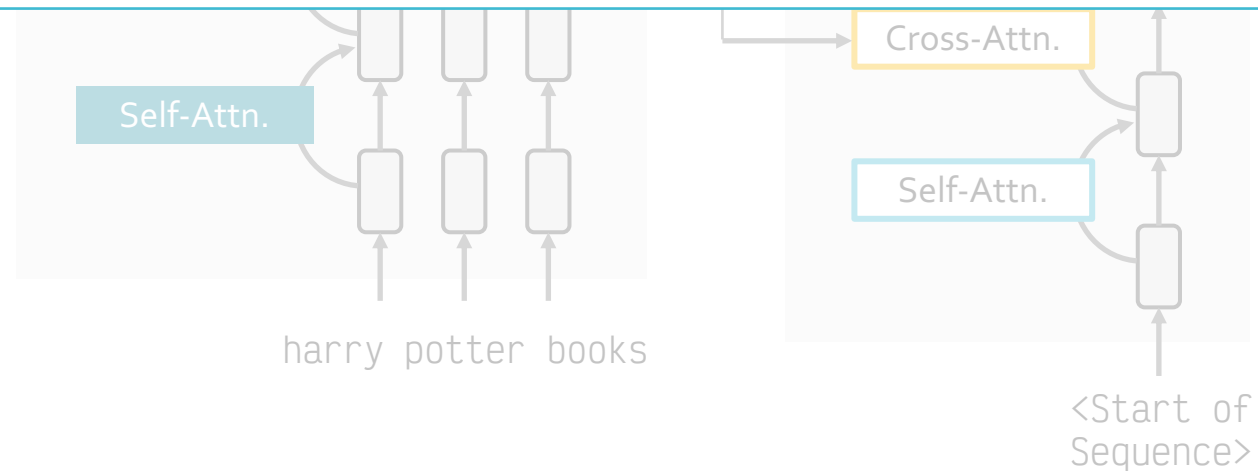 Cross-Attn.
Self-Attn.
Self-Attn.
harry potter books
<Start of
Sequence>